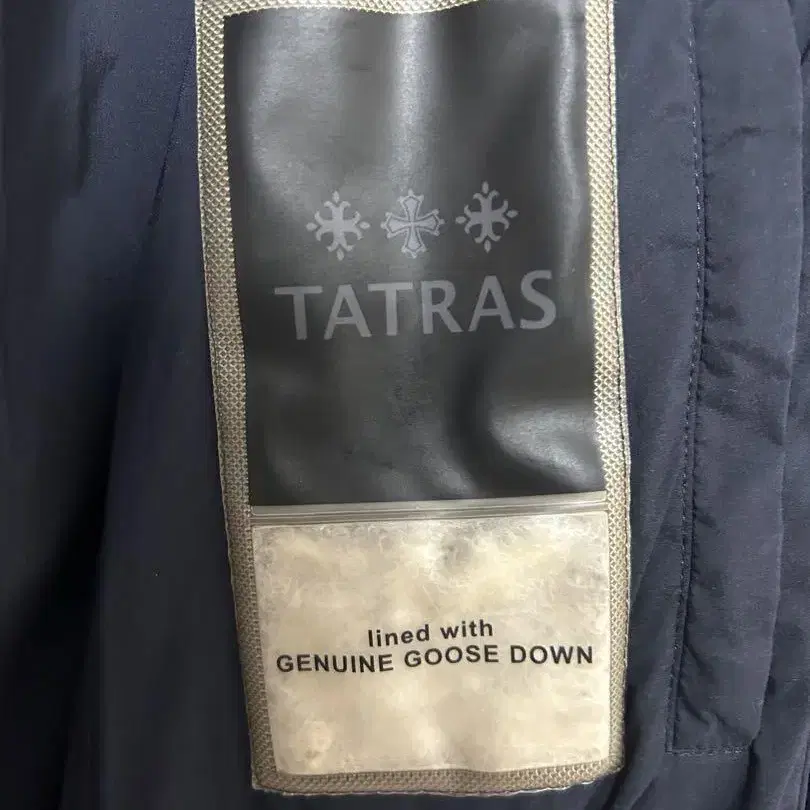 TATRAS
lined with
GENUINE GOOSE DOWN